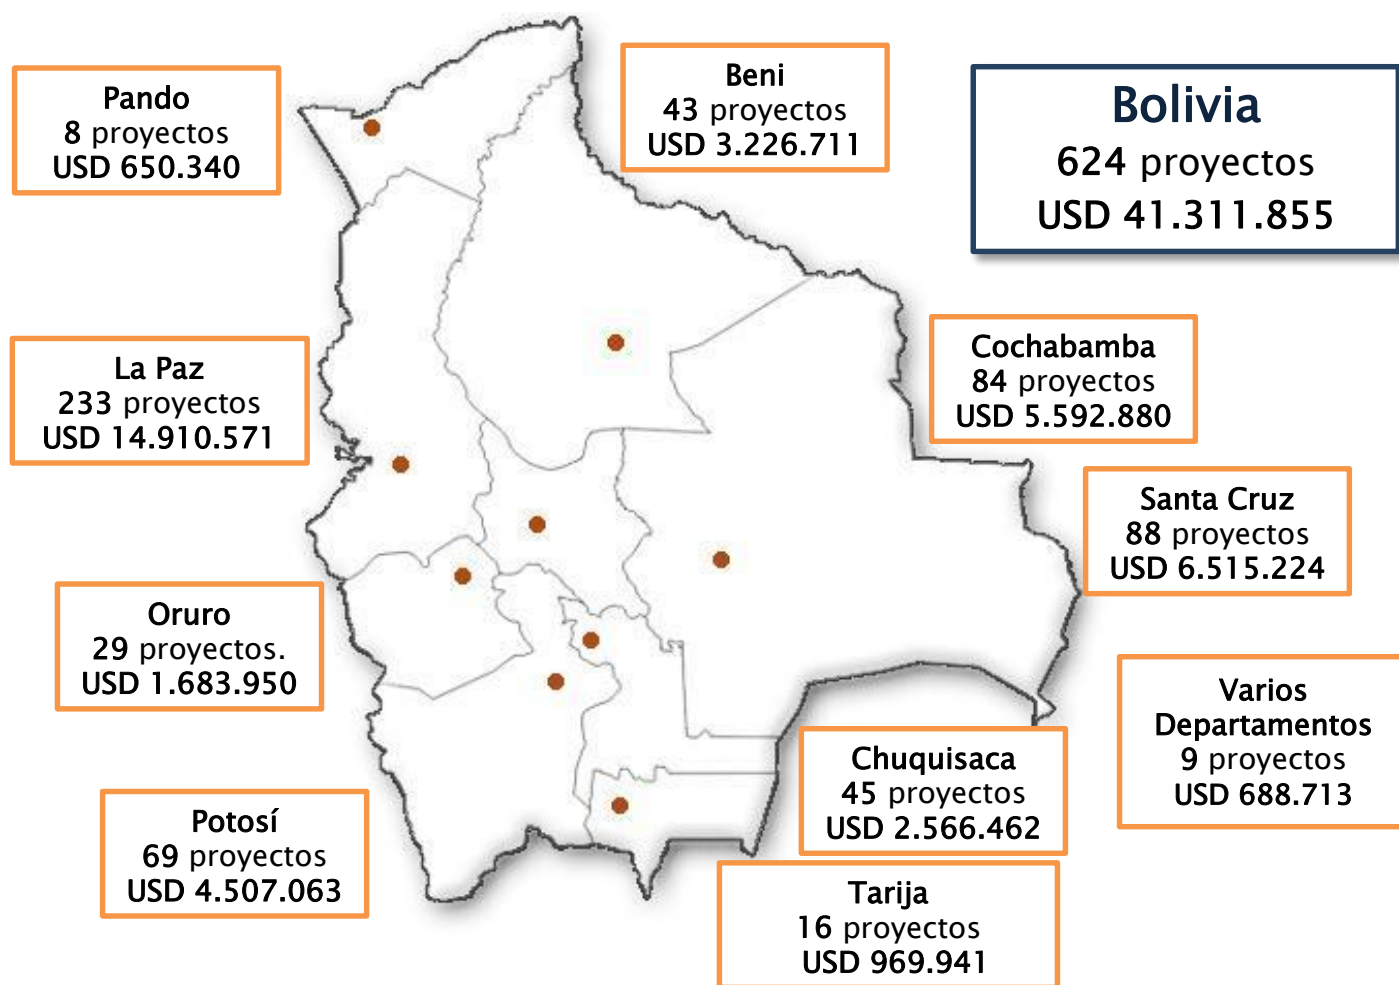 Pando
8 proyectos
USD 650.340
Beni
43 proyectos
USD 3.226.711
Bolivia
624 proyectos
USD 41.311.855
La Paz
233 proyectos
USD 14.910.571
Cochabamba
84 proyectos
USD 5.592.880
Santa Cruz
88 proyectos
USD 6.515.224
Oruro
29 proyectos.
USD 1.683.950
Varios
Departamentos
9 proyectos
USD 688.713
Chuquisaca
45 proyectos
USD 2.566.462
Potosí
69 proyectos
USD 4.507.063
Tarija
16 proyectos
USD 969.941